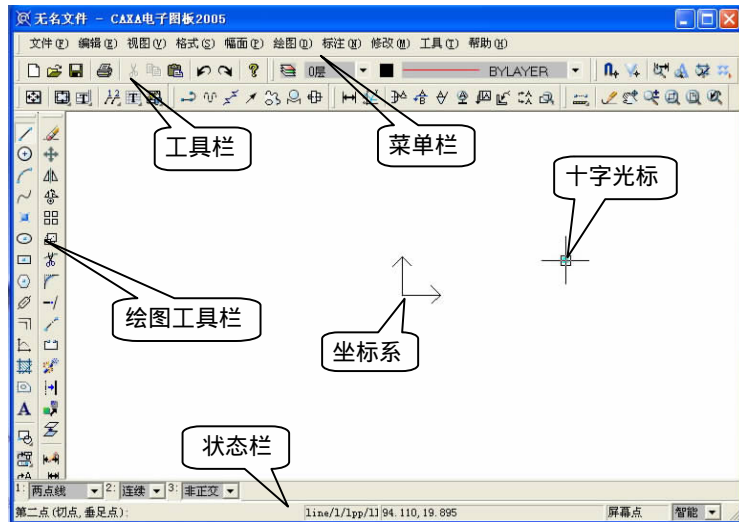 无名文件 - CAXA电子图板2005
文件(F) 编辑(E) 视图(V) 格式(S) 幅面(P) 绘图(D) 标注(N) 修改(M) 工具(T) 帮助(H)
0层 BYLAYER
工具栏
菜单栏
十字光标
绘图工具栏
坐标系
状态栏
1: 两点线 2: 连续 3: 非正交
第二点(切点,垂足点): line/l/lpp/ll 94.110,19.895 屏幕点 智能